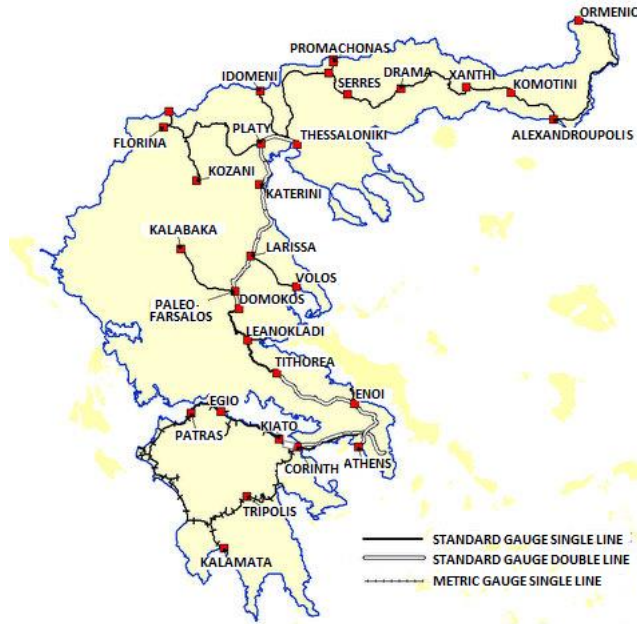 ORMENIO
PROMACHONAS
IDOMENI
SERRES
DRAMA
XANTHI
KOMOTINI
ALEXANDROUPOLIS
FLORINA
PLATY
THESSALONIKI
KOZANI
KATERINI
KALABAKA
LARISSA
VOLOS
PALEO-
FARSALOS
DOMOKOS
LEANOKLADI
TITHOREA
ENOI
EGIO
PATRAS
KIATO
CORINTH
ATHENS
TRIPOLIS
KALAMATA
STANDARD GAUGE SINGLE LINE
STANDARD GAUGE DOUBLE LINE
METRIC GAUGE SINGLE LINE